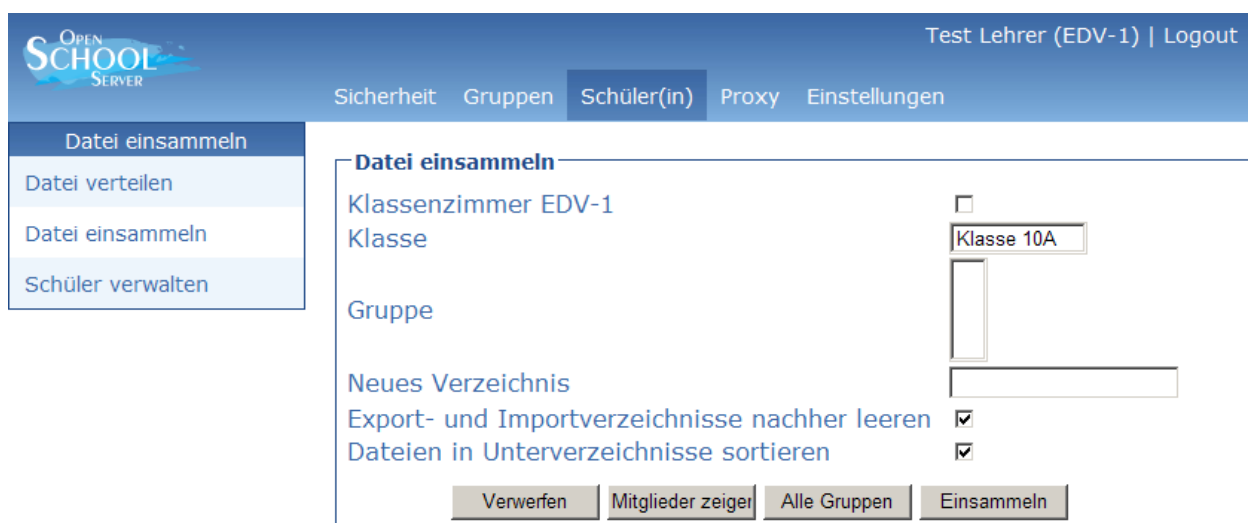 OPEN
SCHOOL
SERVER
Test Lehrer (EDV-1) | Logout
Sicherheit Gruppen Schüler(in) Proxy Einstellungen
Datei einsammeln
Datei verteilen
Datei einsammeln
Schüler verwalten
Datei einsammeln
Klassenzimmer EDV-1
Klasse Klasse 10A
Gruppe
Neues Verzeichnis
Export- und Importverzeichnisse nachher leeren
Dateien in Unterverzeichnisse sortieren
Verwerfen Mitglieder zeiger Alle Gruppen Einsammeln